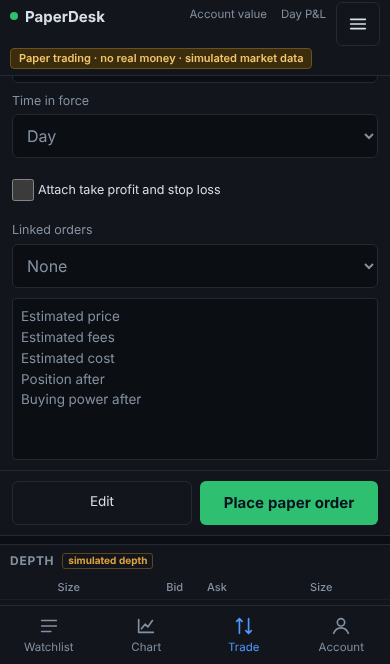 PaperDesk
Account value Day P&L
Paper trading · no real money · simulated market data
Time in force
Day
Attach take profit and stop loss
Linked orders
None
Estimated price
Estimated fees
Estimated cost
Position after
Buying power after
Edit Place paper order
DEPTH simulated depth
Size Bid Ask Size
Watchlist Chart Trade Account